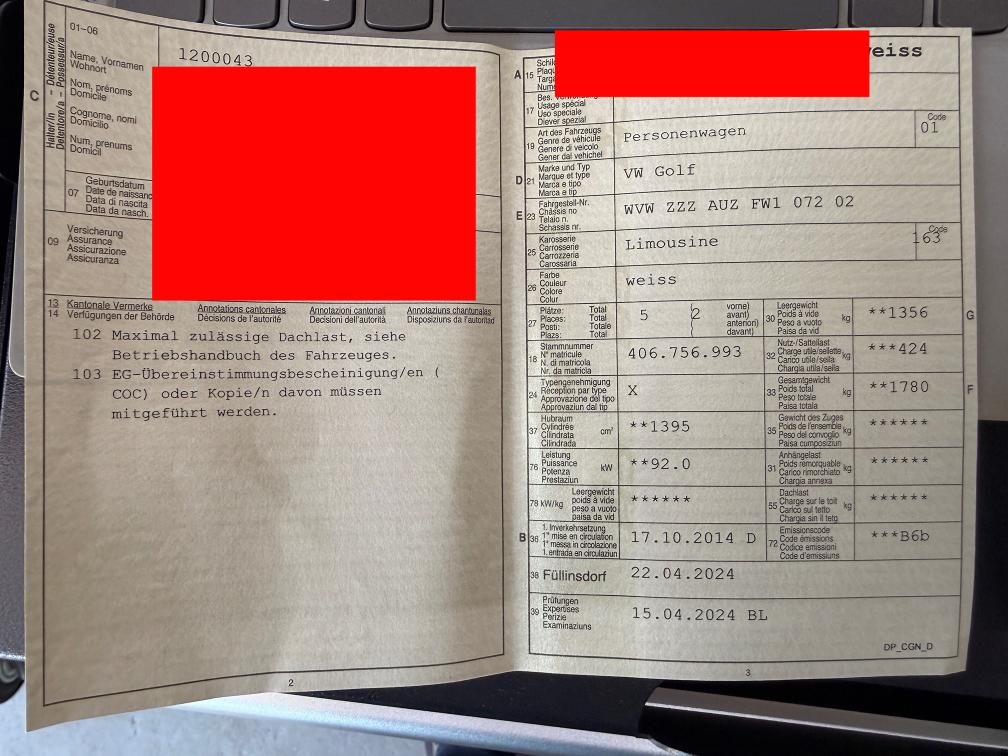 C
Halter/in – Détenteur/euse
Detentore/a – Possessur/a
01–06
Name, Vornamen
Wohnort
Nom, prénoms
Domicile
Cognome, nomi
Domicilio
Num, prenums
Domicil
1200043
07
Geburtsdatum
Date de naissanc
Data di nascita
Data da nasch.
09
Versicherung
Assurance
Assicurazione
Assicuranza
13 Kantonale Vermerke Annotations cantonales Annotazioni cantonali Annotaziuns chantunalas
14 Verfügungen der Behörde Décisions de l'autorité Decisioni dell'autorità Disposiziuns da l'autoritad
102 Maximal zulässige Dachlast, siehe
Betriebshandbuch des Fahrzeuges.
103 EG-Übereinstimmungsbescheinigung/en (
COC) oder Kopie/n davon müssen
mitgeführt werden.
2
A 15
weiss
17
Usage spécial
Uso speciale
Diever spezial
19
Art des Fahrzeugs
Genre de véhicule
Genere di veicolo
Gener dal vehichel
Personenwagen
Code
01
D 21
Marke und Typ
Marque et type
Marca e tipo
Marca e tip
VW Golf
E 23
Fahrgestell-Nr.
Châssis no
Telaio n.
Schassis nr.
WVW ZZZ AUZ FW1 072 02
25
Karosserie
Carrosserie
Carrozzeria
Carossaria
Limousine
Code
163
26
Farbe
Couleur
Colore
Colur
weiss
27
Plätze: Total
Places: Total
Posti: Totale
Plazs: Total
5 2
vorne)
avant)
anteriori)
davant)
30
Leergewicht
Poids à vide
Peso a vuoto
Paisa da vid
kg
**1356
G
18
Stammnummer
N° matricule
N. di matricola
Nr. da matricla
406.756.993
32
Nutz-/Sattellast
Charge utile/sellette
Carico utile/sella
Chargia utila/sella
kg
***424
24
Typengenehmigung
Réception par type
Approvazione del tipo
Approvaziun dal tip
X
33
Gesamtgewicht
Poids total
Peso totale
Paisa totala
kg
**1780
F
37
Hubraum
Cylindrée
Cilindrata
Cilindrada
cm³
**1395
35
Gewicht des Zuges
Poids de l'ensemble
Peso del convoglio
Paisa cumposiziun
kg
******
76
Leistung
Puissance
Potenza
Prestaziun
kW
**92.0
31
Anhängelast
Poids remorquable
Carico rimorchiato
Chargia annexa
kg
******
78 kW/kg
Leergewicht
poids à vide
peso a vuoto
paisa da vid
******
55
Dachlast
Charge sur le toit
Carico sul tetto
Chargia sin il tetg
kg
******
B 36
1. Inverkehrsetzung
1re mise en circulation
1a messa in circolazione
1. entrada en circulaziun
17.10.2014 D
72
Emissionscode
Code émissions
Codice emissioni
Code d'emissiuns
***B6b
38 Füllinsdorf
22.04.2024
39
Prüfungen
Expertises
Perizie
Examinaziuns
15.04.2024 BL
DP_CGN_D
3